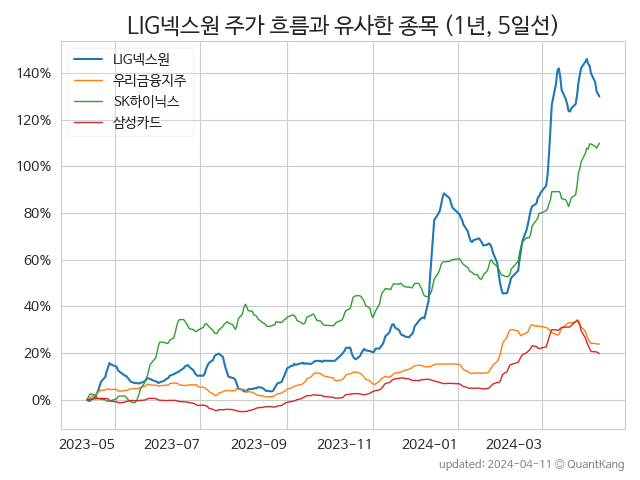 LIG넥스원 주가 흐름과 유사한 종목 (1년, 5일선)
LIG넥스원
우리금융지주
SK하이닉스
삼성카드
140%
120%
100%
80%
60%
40%
20%
0%
2023-05 2023-07 2023-09 2023-11 2024-01 2024-03
updated: 2024-04-11 © QuantKang